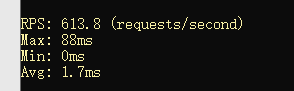 RPS: 613.8 (requests/second)
Max: 88ms
Min: 0ms
Avg: 1.7ms